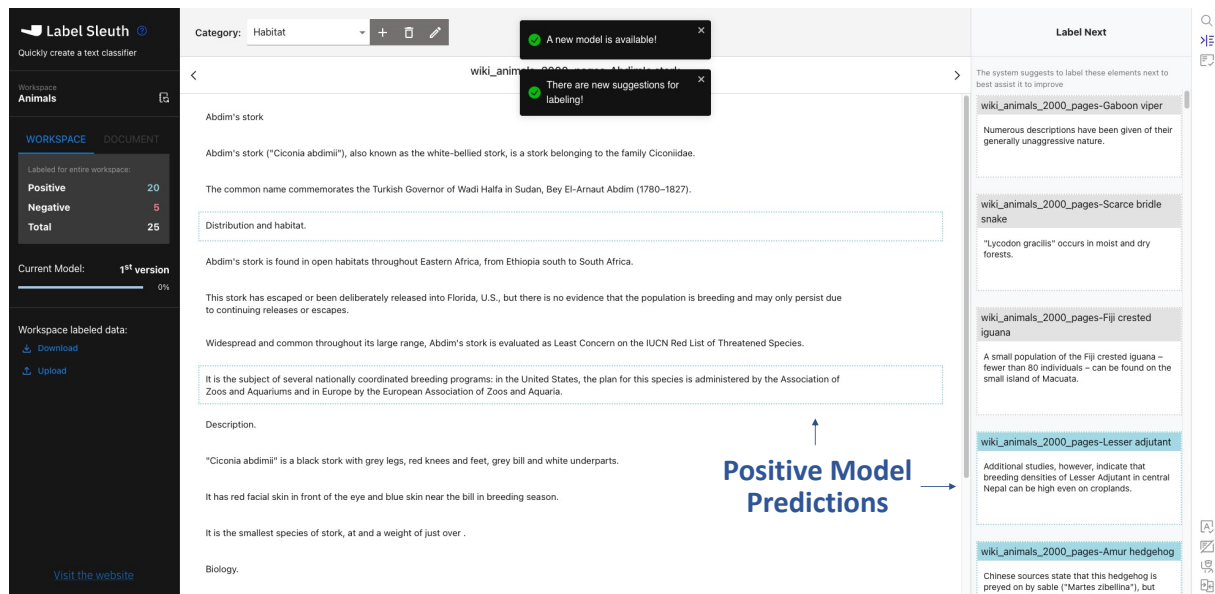 Label Sleuth
Quickly create a text classifier
Workspace
Animals
WORKSPACE DOCUMENT
Labeled for entire workspace:
Positive 20
Negative 5
Total 25
Current Model: 1st version
0%
Workspace labeled data:
Download
Upload
Visit the website
Category: Habitat
A new model is available!
There are new suggestions for
labeling!
Abdim's stork
Abdim's stork ("Ciconia abdimii"), also known as the white-bellied stork, is a stork belonging to the family Ciconiidae.
The common name commemorates the Turkish Governor of Wadi Halfa in Sudan, Bey El-Arnaut Abdim (1780–1827).
Distribution and habitat.
Abdim's stork is found in open habitats throughout Eastern Africa, from Ethiopia south to South Africa.
This stork has escaped or been deliberately released into Florida, U.S., but there is no evidence that the population is breeding and may only persist due
to continuing releases or escapes.
Widespread and common throughout its large range, Abdim's stork is evaluated as Least Concern on the IUCN Red List of Threatened Species.
It is the subject of several nationally coordinated breeding programs: in the United States, the plan for this species is administered by the Association of
Zoos and Aquariums and in Europe by the European Association of Zoos and Aquaria.
Description.
"Ciconia abdimii" is a black stork with grey legs, red knees and feet, grey bill and white underparts.
It has red facial skin in front of the eye and blue skin near the bill in breeding season.
It is the smallest species of stork, at and a weight of just over .
Biology.
Positive Model
Predictions
Label Next
The system suggests to label these elements next to
best assist it to improve
wiki_animals_2000_pages-Gaboon viper
Numerous descriptions have been given of their
generally unaggressive nature.
wiki_animals_2000_pages-Scarce bridle
snake
"Lycodon gracilis" occurs in moist and dry
forests.
wiki_animals_2000_pages-Fiji crested
iguana
A small population of the Fiji crested iguana –
fewer than 80 individuals – can be found on the
small island of Macuata.
wiki_animals_2000_pages-Lesser adjutant
Additional studies, however, indicate that
breeding densities of Lesser Adjutant in central
Nepal can be high even on croplands.
wiki_animals_2000_pages-Amur hedgehog
Chinese sources state that this hedgehog is
preyed on by sable ("Martes zibellina"), but